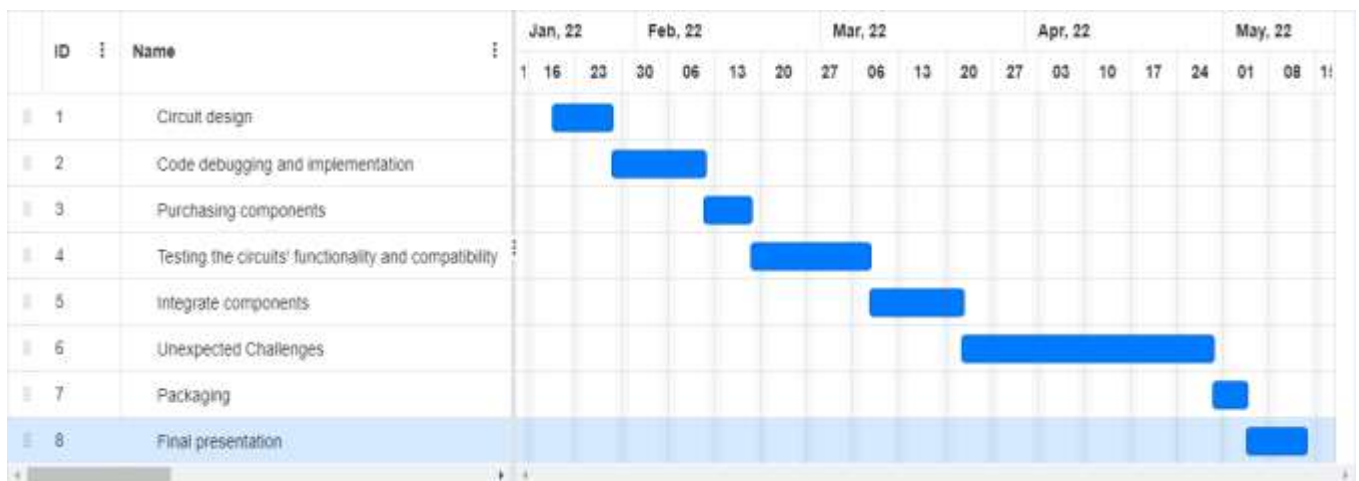 Jan, 22 Feb, 22 Mar, 22 Apr, 22 May, 22
ID Name
1 16 23 30 06 13 20 27 06 13 20 27 03 10 17 24 01 08
1 Circuit design
2 Code debugging and implementation
3 Purchasing components
4 Testing the circuits' functionality and compatibility
5 Integrate components
6 Unexpected Challenges
7 Packaging
8 Final presentation